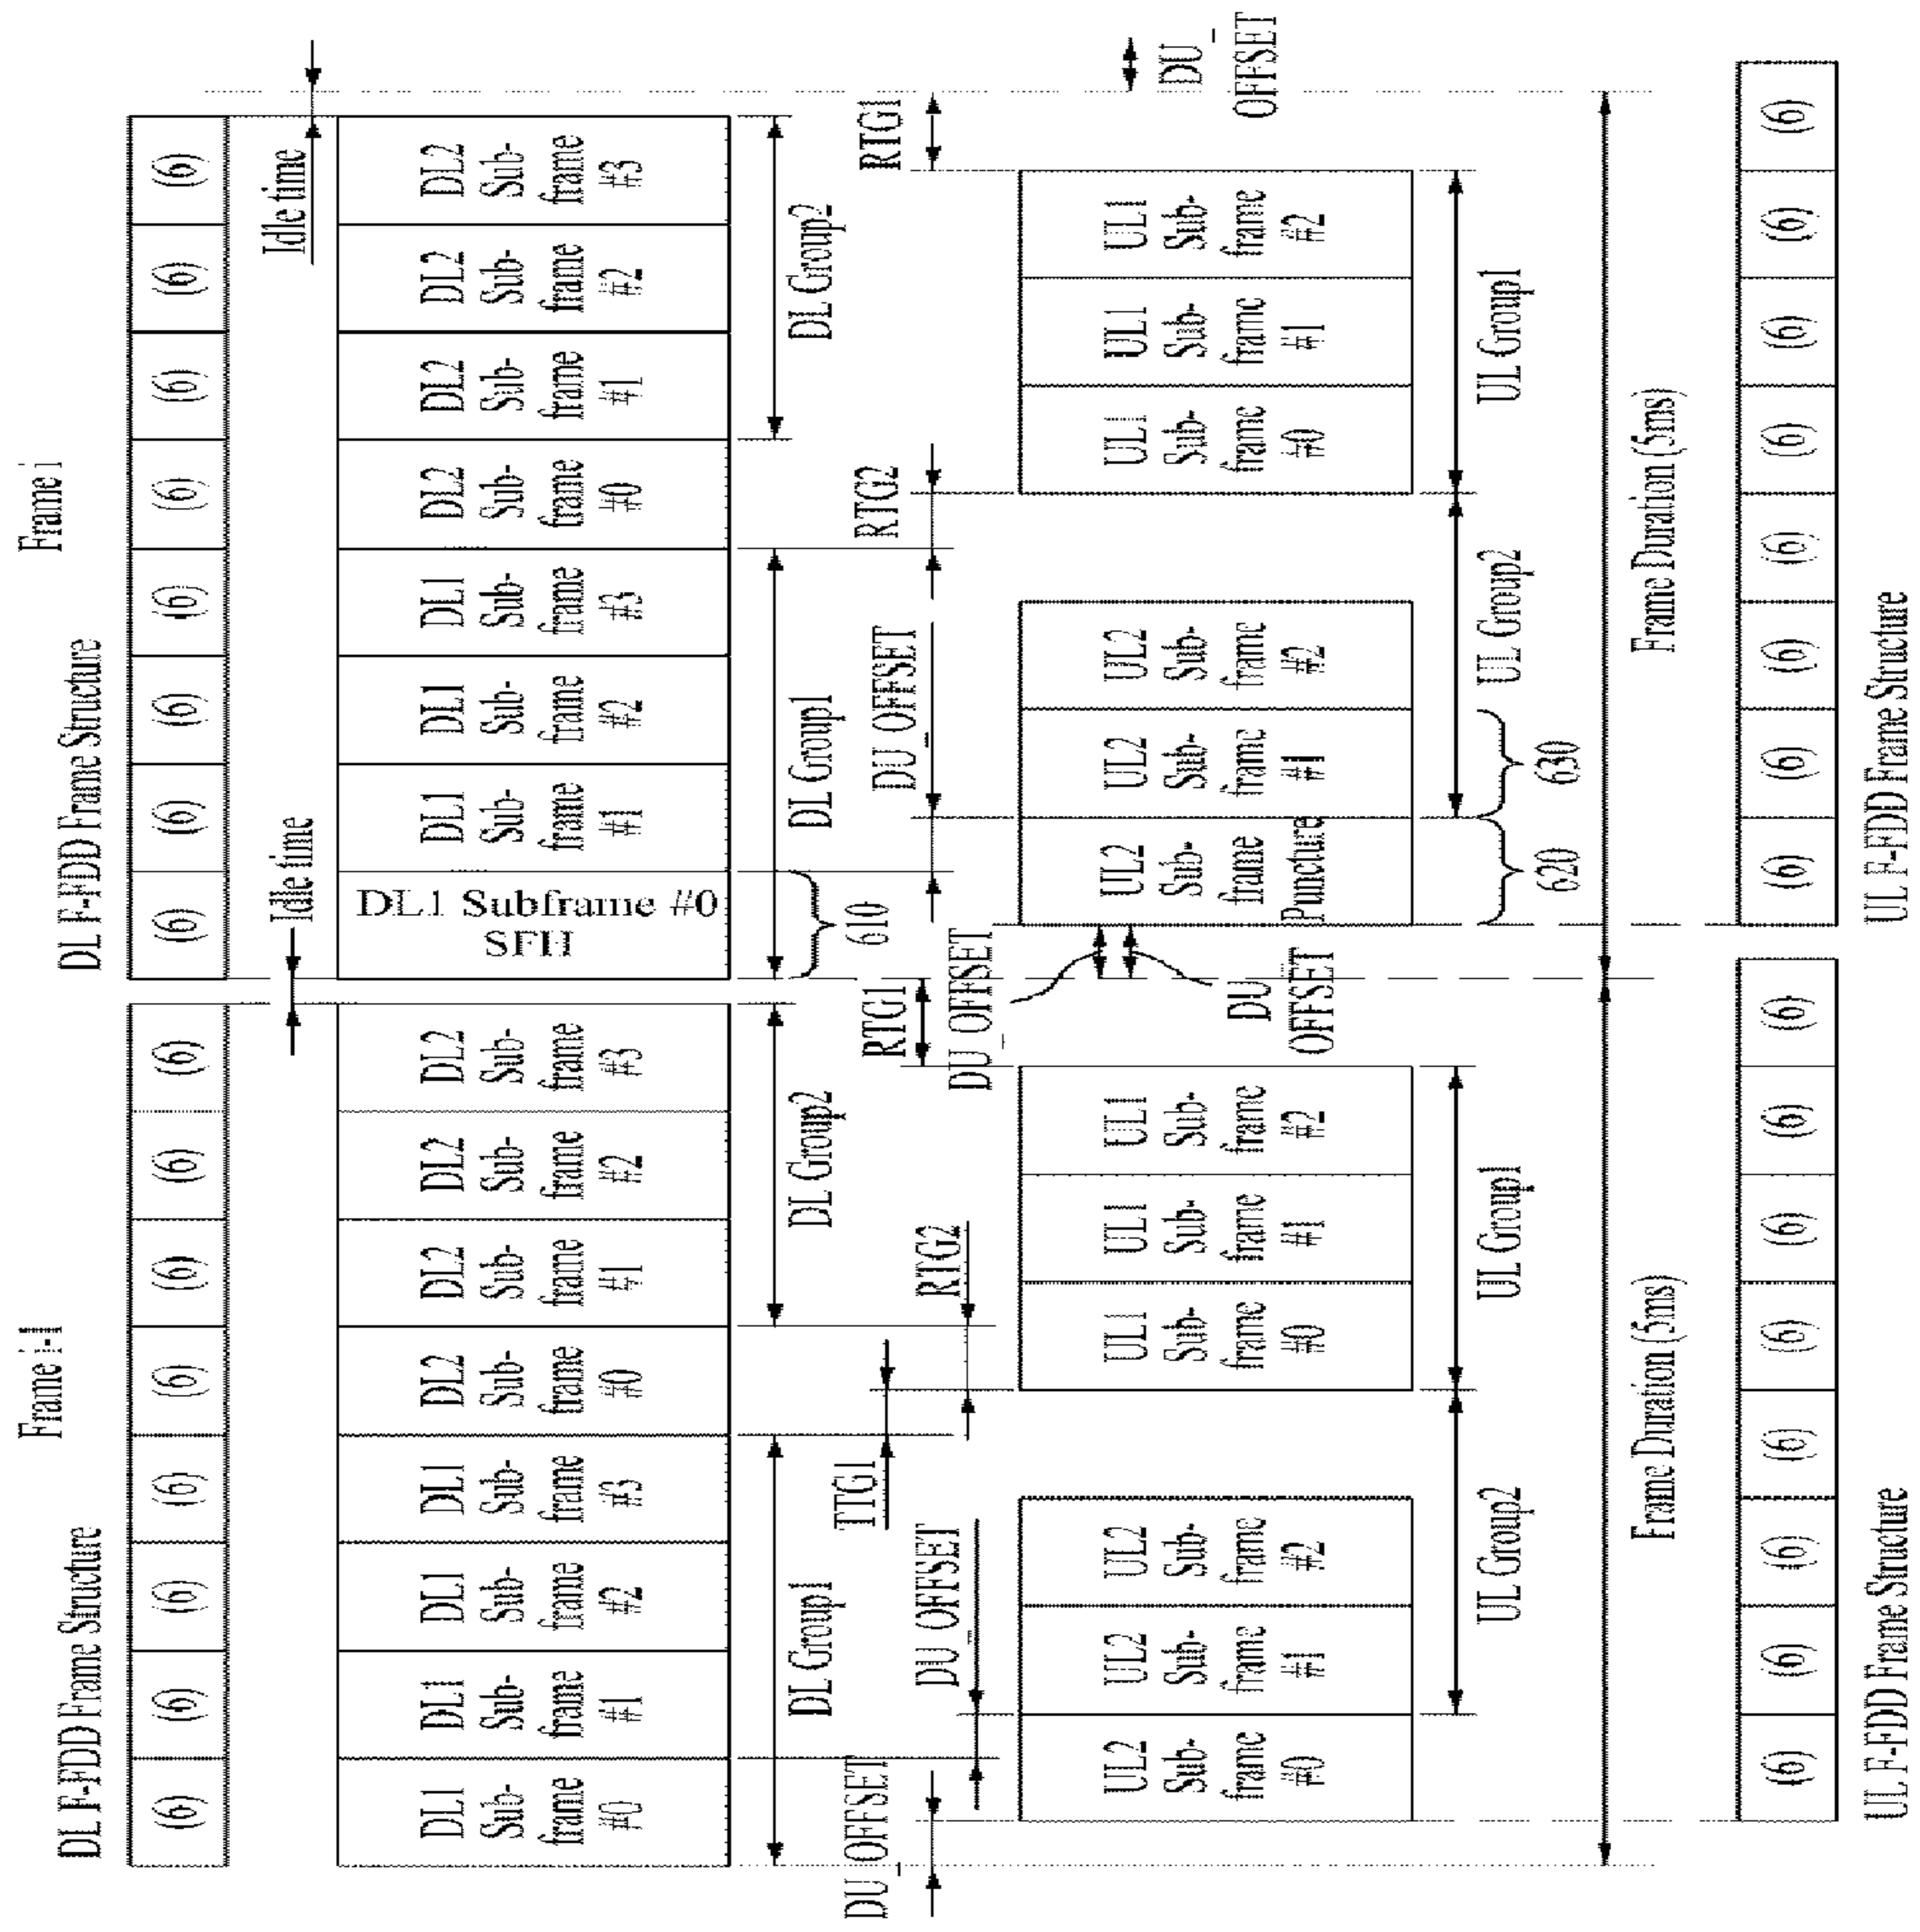 Frame i-1
Frame i
DL F-FDD Frame Structure
DL F-FDD Frame Structure
(6) (6) (6) (6) (6) (6) (6) (6)
(6) (6) (6) (6) (6) (6) (6) (6)
Idle time
Idle time
DL1
Sub-
frame
#0
DL1
Sub-
frame
#1
DL1
Sub-
frame
#2
DL1
Sub-
frame
#3
DL2
Sub-
frame
#0
DL2
Sub-
frame
#1
DL2
Sub-
frame
#2
DL2
Sub-
frame
#3
DL1 Subframe #0
SFH
DL1
Sub-
frame
#1
DL1
Sub-
frame
#2
DL1
Sub-
frame
#3
DL2
Sub-
frame
#0
DL2
Sub-
frame
#1
DL2
Sub-
frame
#2
DL2
Sub-
frame
#3
DL Group1
DL Group2
610
DL Group1
DL Group2
DU_OFFSET
TTG1
DU_OFFSET
RTG2
RTG1
DU_OFFSET
DU_OFFSET
RTG2
RTG1
DU_
OFFSET
UL2
Sub-
frame
#0
UL2
Sub-
frame
#1
UL2
Sub-
frame
#2
UL1
Sub-
frame
#0
UL1
Sub-
frame
#1
UL1
Sub-
frame
#2
DU_
OFFSET
UL2
Sub-
frame
Puncture
UL2
Sub-
frame
#1
UL2
Sub-
frame
#2
UL1
Sub-
frame
#0
UL1
Sub-
frame
#1
UL1
Sub-
frame
#2
UL Group2
UL Group1
UL Group2
UL Group1
620
630
Frame Duration (5ms)
Frame Duration (5ms)
(6) (6) (6) (6) (6) (6) (6) (6)
(6) (6) (6) (6) (6) (6) (6) (6)
UL F-FDD Frame Structure
UL F-FDD Frame Structure